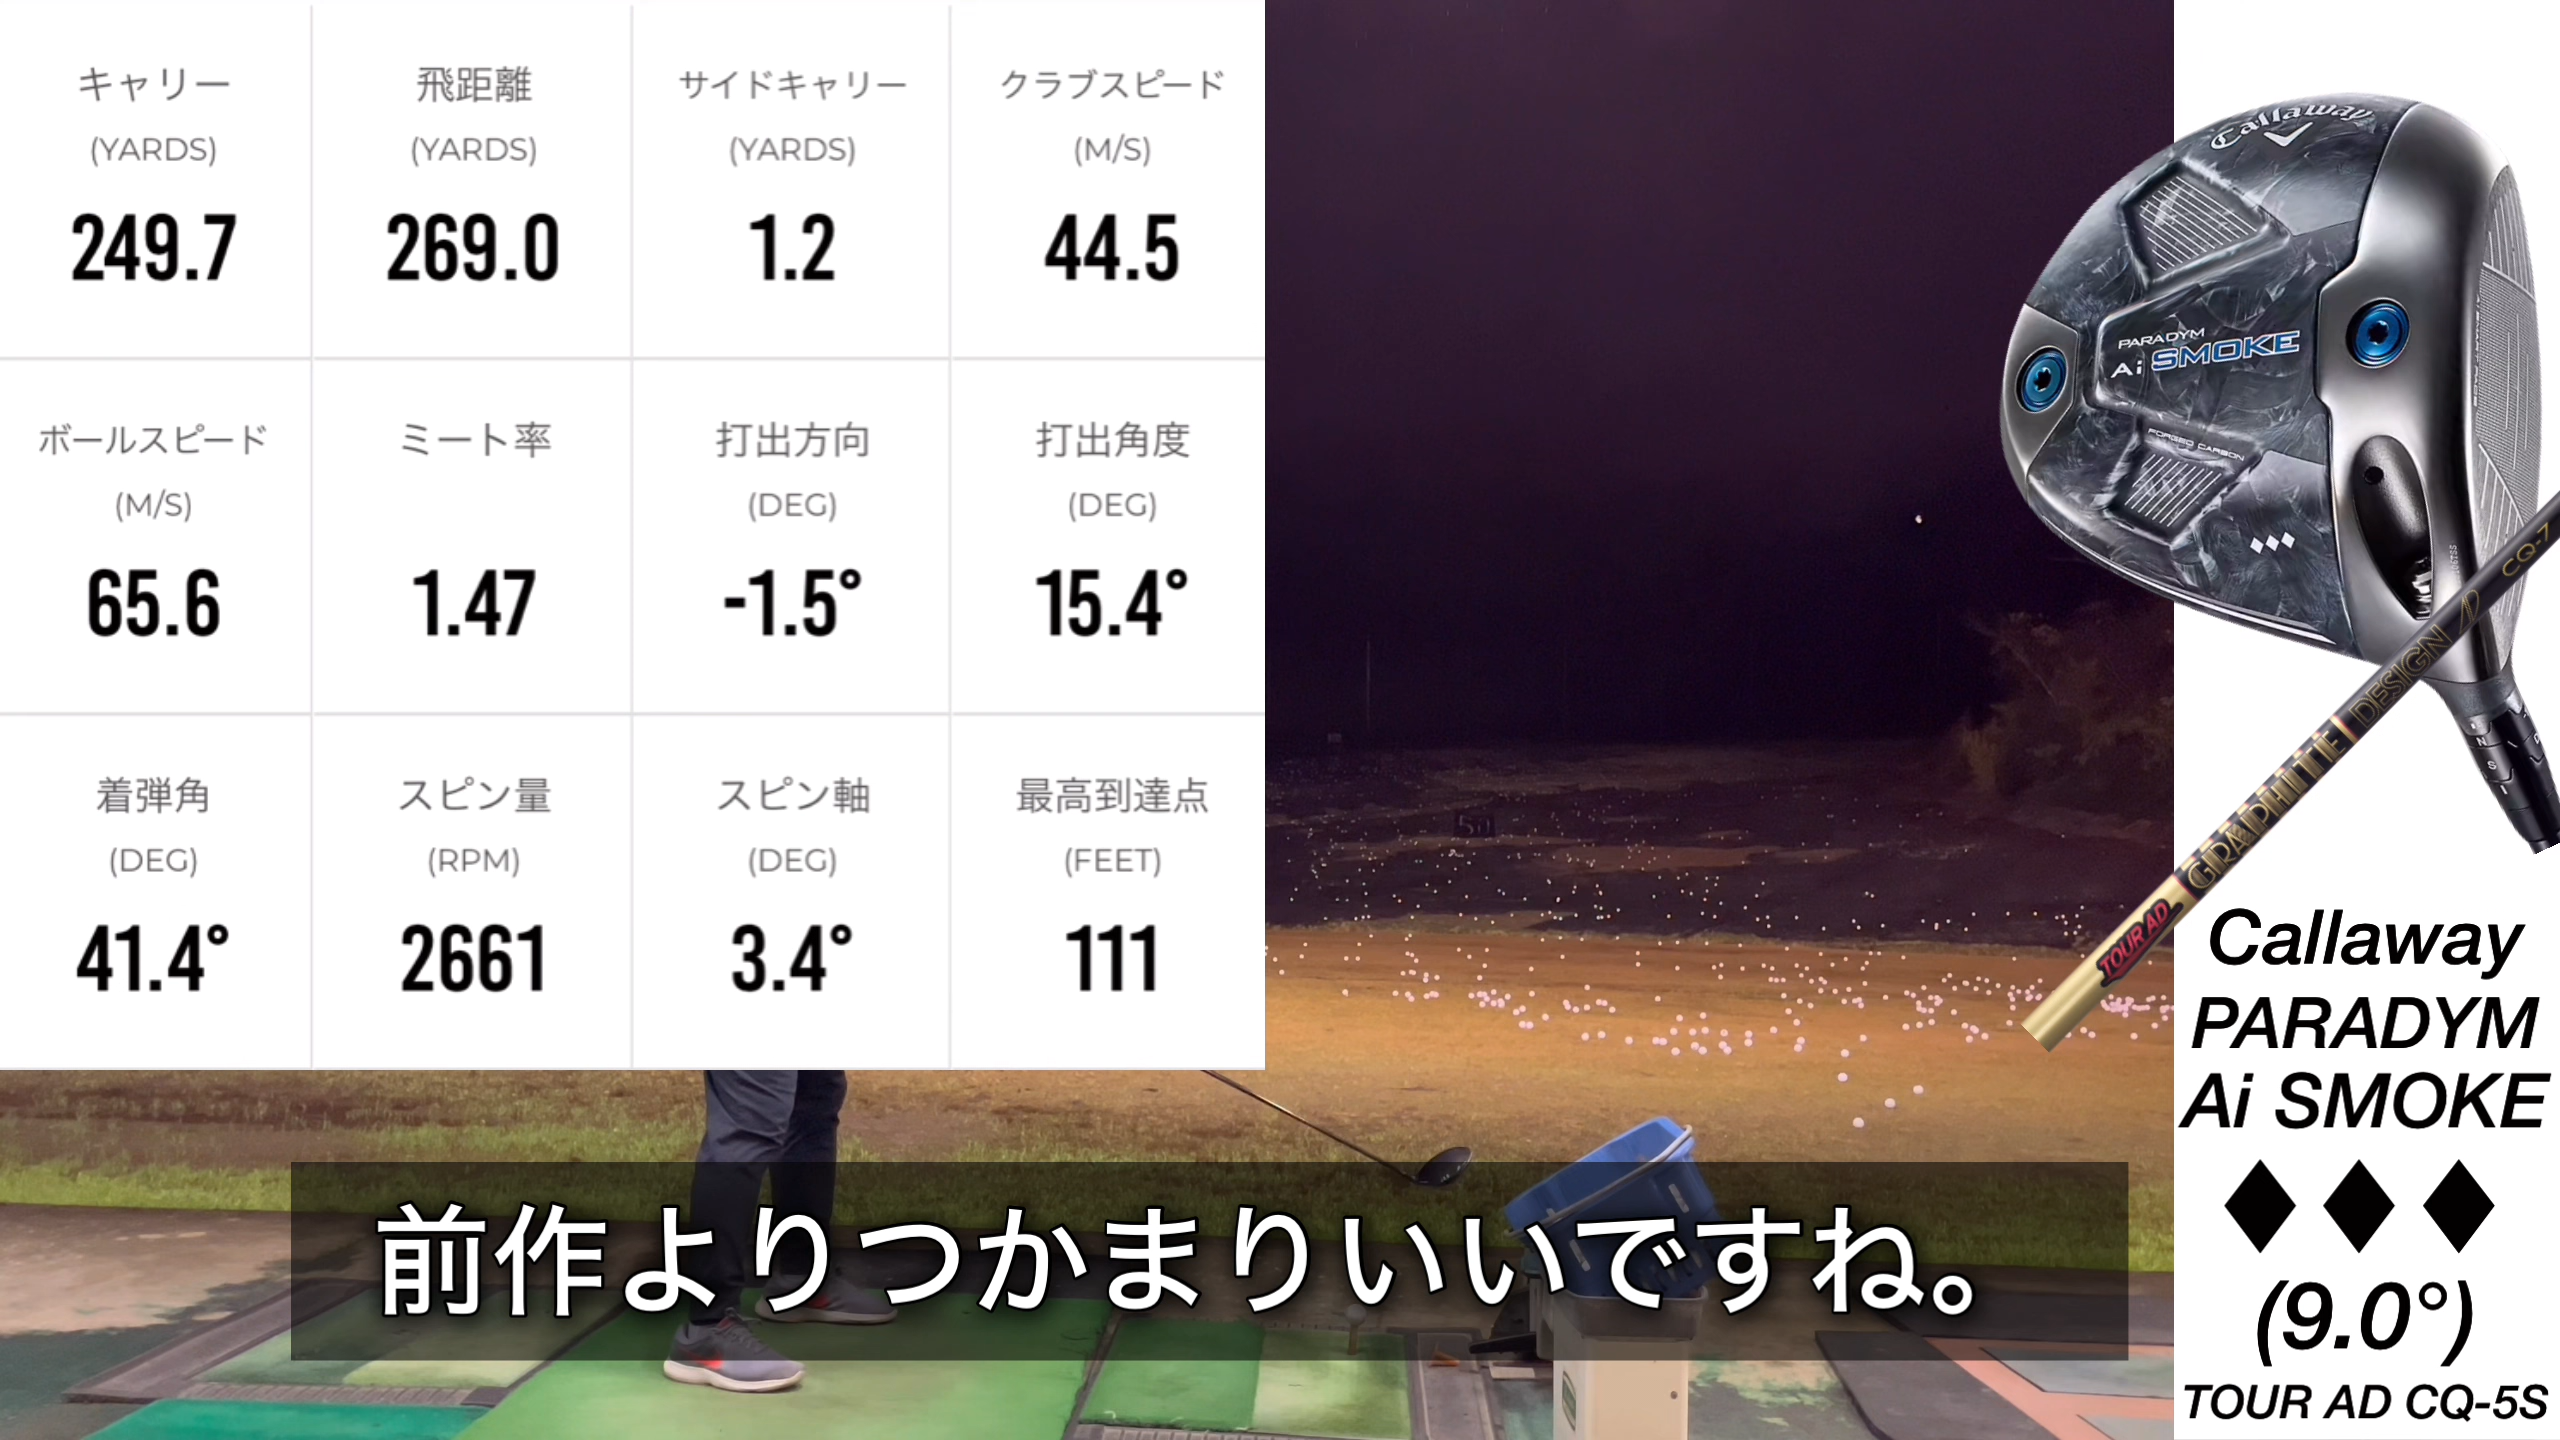 キャリー
(YARDS)
249.7
飛距離
(YARDS)
269.0
サイドキャリー
(YARDS)
1.2
クラブスピード
(M/S)
44.5
ボールスピード
(M/S)
65.6
ミート率
1.47
打出方向
(DEG)
-1.5°
打出角度
(DEG)
15.4°
着弾角
(DEG)
41.4°
スピン量
(RPM)
2661
スピン軸
(DEG)
3.4°
最高到達点
(FEET)
111
Callaway
PARADYM
Ai SMOKE
FORGED CARBON
CQ-7
GRAPHITE DESIGN
TOUR AD
50
Callaway
PARADYM
Ai SMOKE
♦♦♦
(9.0°)
TOUR AD CQ-5S
前作よりつかまりいいですね。